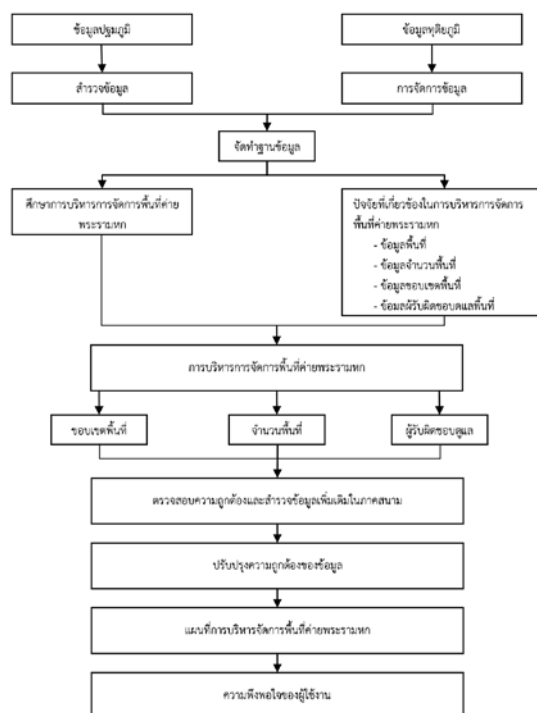 ข้อมูลปฐมภูมิ
ข้อมูลทุติยภูมิ
สำรวจข้อมูล
การจัดการข้อมูล
จัดทำฐานข้อมูล
ศึกษาการบริหารการจัดการพื้นที่ค่าย
พระรามหก
ปัจจัยที่เกี่ยวข้องในการบริหารการจัดการ
พื้นที่ค่ายพระรามหก
- ข้อมูลพื้นที่
- ข้อมูลจำนวนพื้นที่
- ข้อมูลขอบเขตพื้นที่
- ข้อมูลผู้รับผิดชอบดูแลพื้นที่
การบริหารการจัดการพื้นที่ค่ายพระรามหก
ขอบเขตพื้นที่
จำนวนพื้นที่
ผู้รับผิดชอบดูแล
ตรวจสอบความถูกต้องและสำรวจข้อมูลเพิ่มเติมในภาคสนาม
ปรับปรุงความถูกต้องของข้อมูล
แผนที่การบริหารจัดการพื้นที่ค่ายพระรามหก
ความพึงพอใจของผู้ใช้งาน